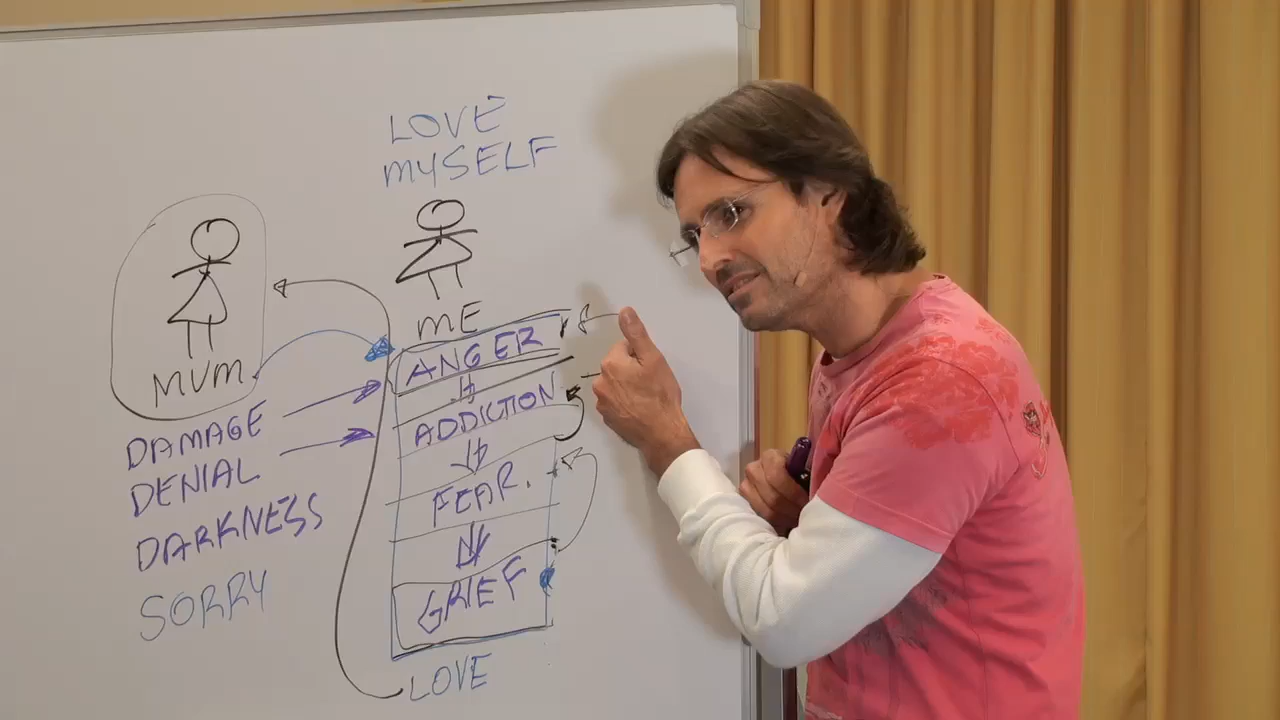 LOVE
MYSELF
ME
MUM
ANGER
ADDICTION
FEAR.
GRIEF
LOVE
DAMAGE
DENIAL
DARKNESS
SORRY